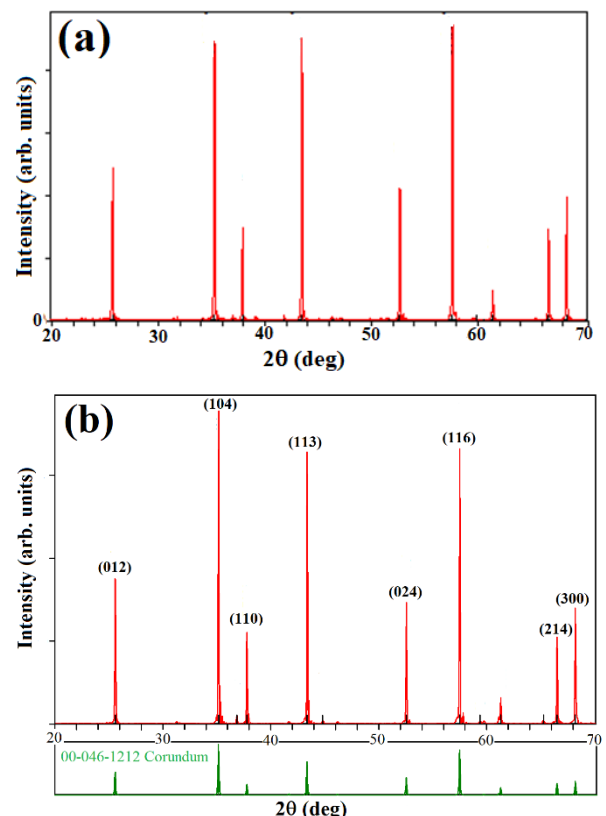 (a)
Intensity (arb. units)
0
20 30 40 50 60 70
2θ (deg)
(b)
Intensity (arb. units)
(012)
(104)
(110)
(113)
(024)
(116)
(214)
(300)
20 30 40 50 60 70
00-046-1212 Corundum
2θ (deg)